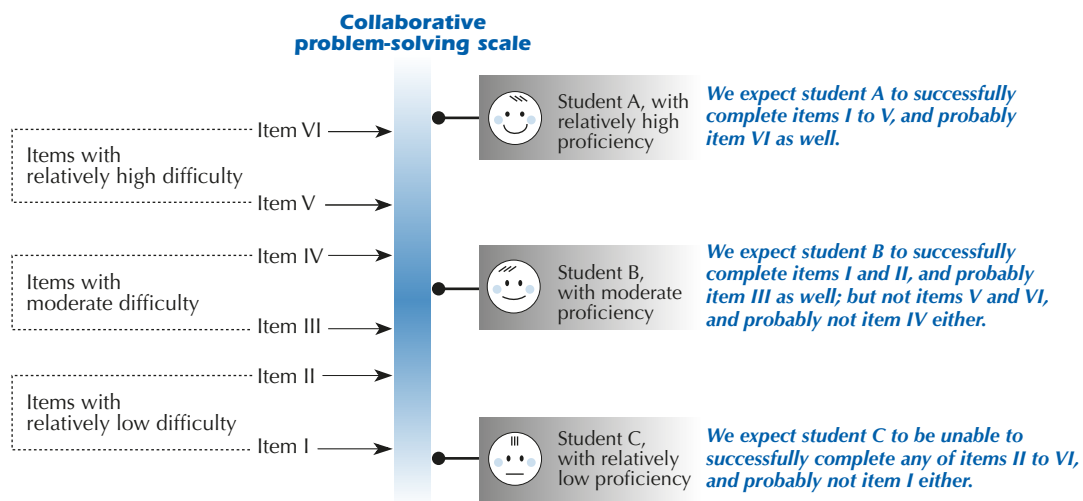 Collaborative
problem-solving scale
Item VI
Items with
relatively high difficulty
Item V
Item IV
Items with
moderate difficulty
Item III
Item II
Items with
relatively low difficulty
Item I
Student A, with
relatively high
proficiency
We expect student A to successfully
complete items I to V, and probably
item VI as well.
Student B,
with moderate
proficiency
We expect student B to successfully
complete items I and II, and probably
item III as well; but not items V and VI,
and probably not item IV either.
Student C,
with relatively
low proficiency
We expect student C to be unable to
successfully complete any of items II to VI,
and probably not item I either.